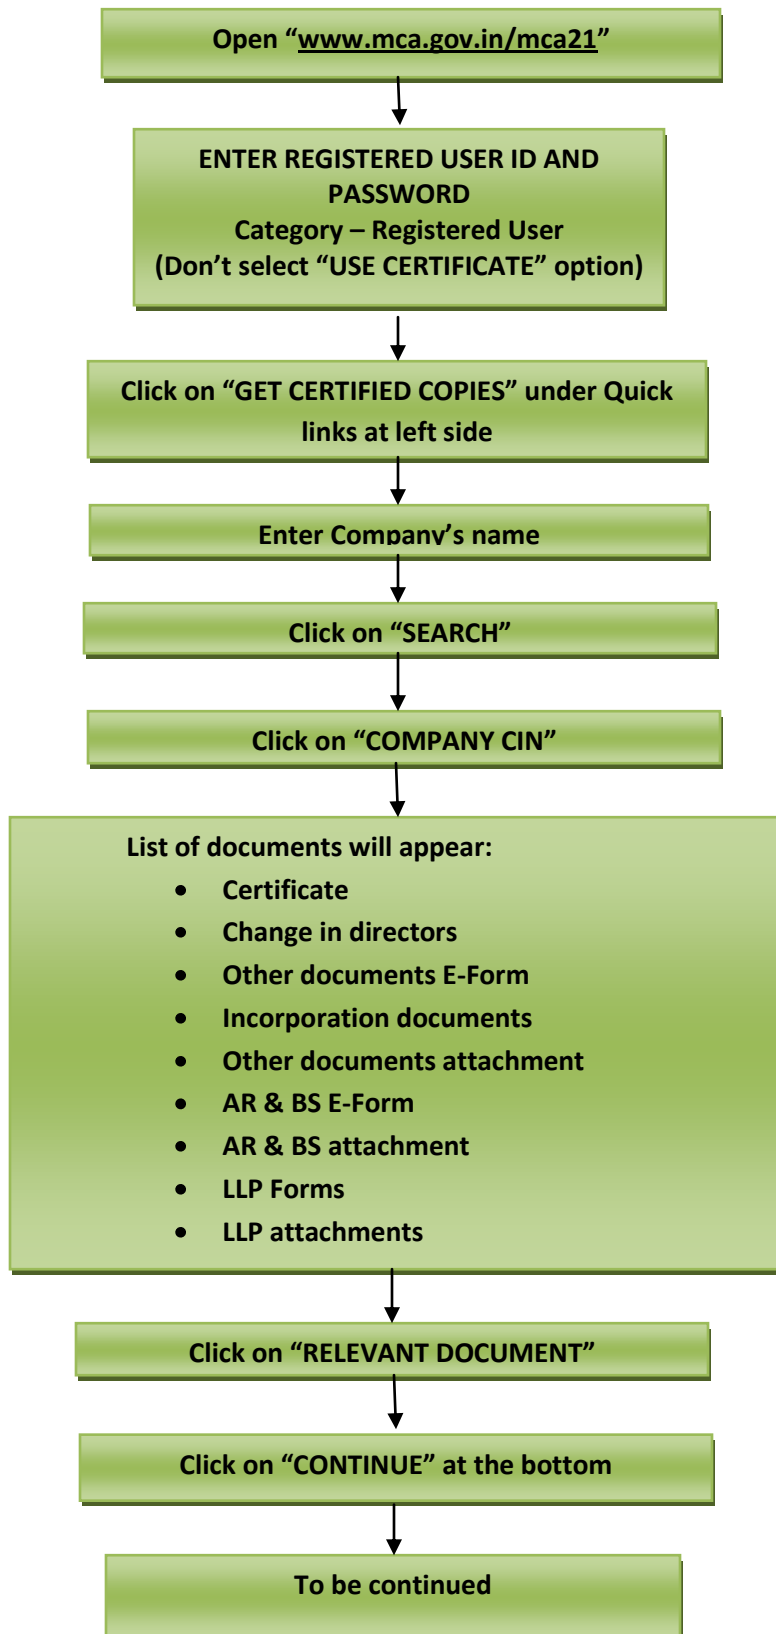 Open “www.mca.gov.in/mca21”
ENTER REGISTERED USER ID AND
PASSWORD
Category – Registered User
(Don’t select “USE CERTIFICATE” option)
Click on “GET CERTIFIED COPIES” under Quick
links at left side
Enter Company’s name
Click on “SEARCH”
Click on “COMPANY CIN”
List of documents will appear:
• Certificate
• Change in directors
• Other documents E-Form
• Incorporation documents
• Other documents attachment
• AR & BS E-Form
• AR & BS attachment
• LLP Forms
• LLP attachments
Click on “RELEVANT DOCUMENT”
Click on “CONTINUE” at the bottom
To be continued